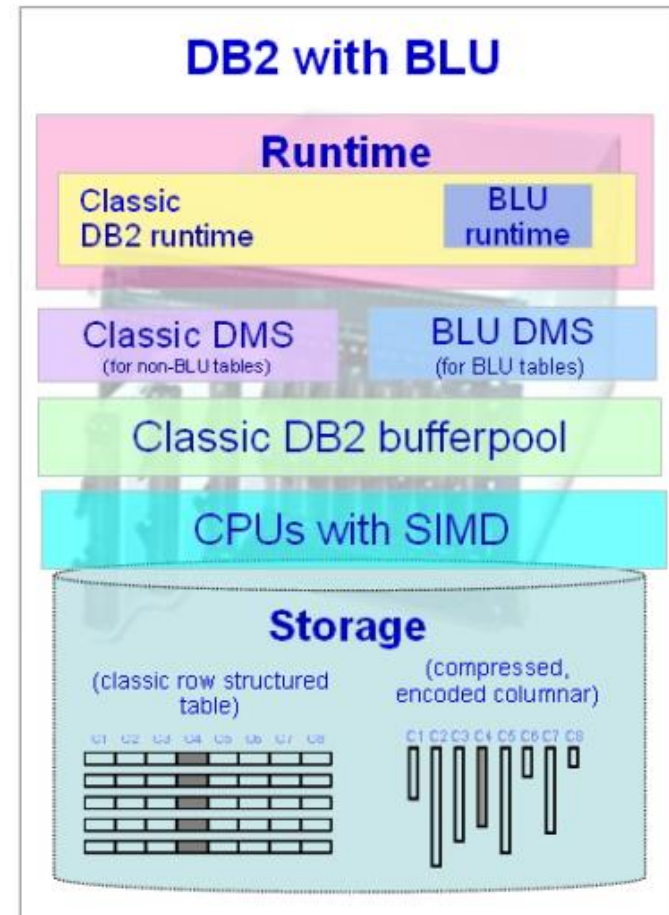 DB2 with BLU
Runtime
Classic
DB2 runtime
BLU
runtime
Classic DMS
(for non-BLU tables)
BLU DMS
(for BLU tables)
Classic DB2 bufferpool
CPUs with SIMD
Storage
(classic row structured
table)
(compressed,
encoded columnar)
C1 C2 C3 C4 C5 C6 C7 C8
C1 C2 C3 C4 C5 C6 C7 C8